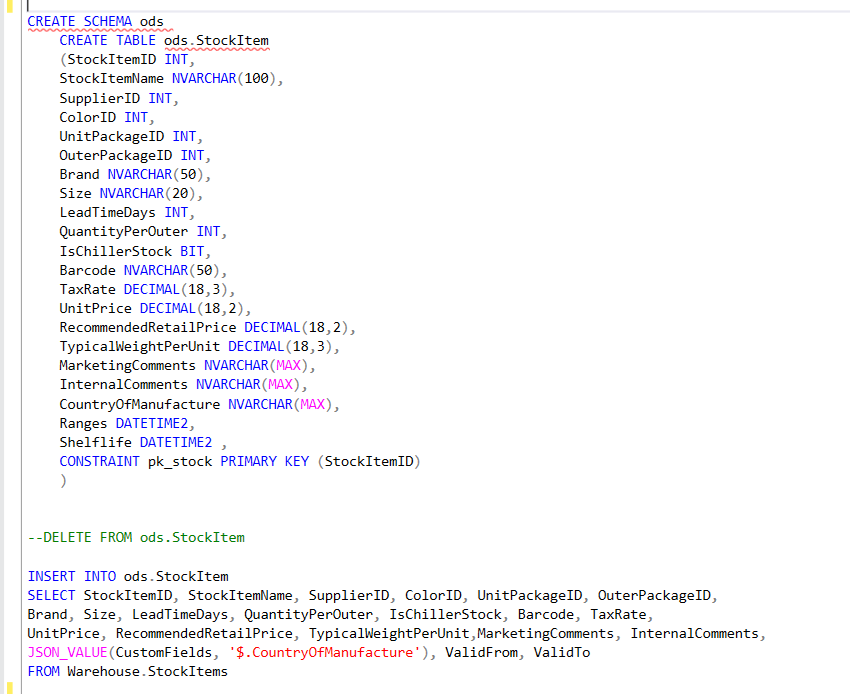 CREATE SCHEMA ods
CREATE TABLE ods.StockItem
(StockItemID INT,
StockItemName NVARCHAR(100),
SupplierID INT,
ColorID INT,
UnitPackageID INT,
OuterPackageID INT,
Brand NVARCHAR(50),
Size NVARCHAR(20),
LeadTimeDays INT,
QuantityPerOuter INT,
IsChillerStock BIT,
Barcode NVARCHAR(50),
TaxRate DECIMAL(18,3),
UnitPrice DECIMAL(18,2),
RecommendedRetailPrice DECIMAL(18,2),
TypicalWeightPerUnit DECIMAL(18,3),
MarketingComments NVARCHAR(MAX),
InternalComments NVARCHAR(MAX),
CountryOfManufacture NVARCHAR(MAX),
Ranges DATETIME2,
Shelflife DATETIME2 ,
CONSTRAINT pk_stock PRIMARY KEY (StockItemID)
)
--DELETE FROM ods.StockItem
INSERT INTO ods.StockItem
SELECT StockItemID, StockItemName, SupplierID, ColorID, UnitPackageID, OuterPackageID,
Brand, Size, LeadTimeDays, QuantityPerOuter, IsChillerStock, Barcode, TaxRate,
UnitPrice, RecommendedRetailPrice, TypicalWeightPerUnit,MarketingComments, InternalComments,
JSON_VALUE(CustomFields, '$.CountryOfManufacture'), ValidFrom, ValidTo
FROM Warehouse.StockItems